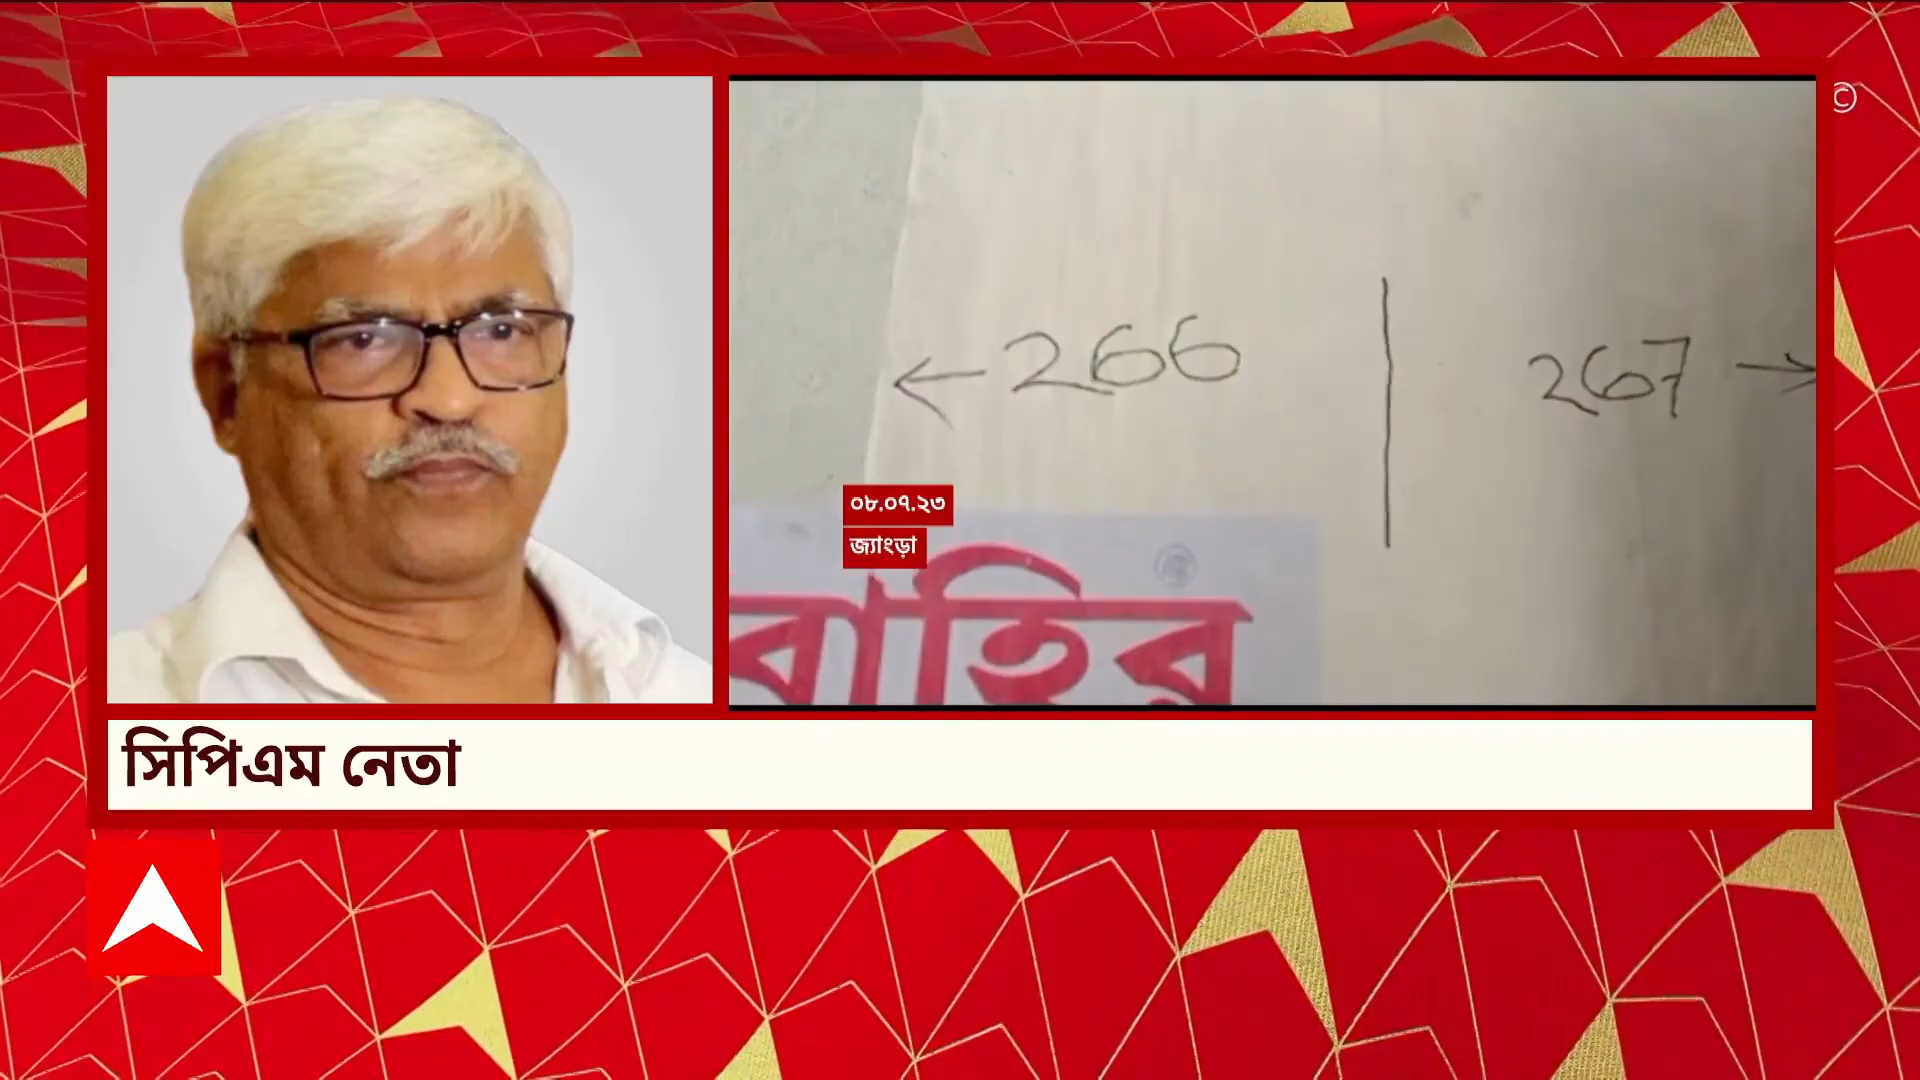 ©
← 266 | 267 →
০৮.০৭.২৩
জ্যাংড়া
বাহির
সিপিএম নেতা